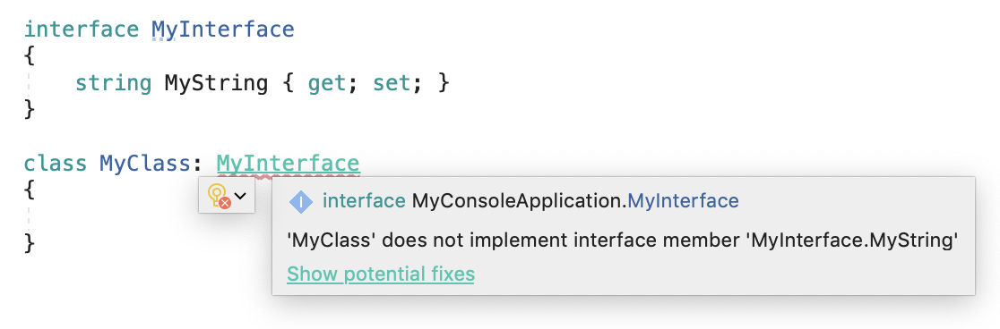 interface MyInterface
{
string MyString { get; set; }
}
class MyClass: MyInterface
{
interface MyConsoleApplication.MyInterface
'MyClass' does not implement interface member 'MyInterface.MyString'
}
Show potential fixes